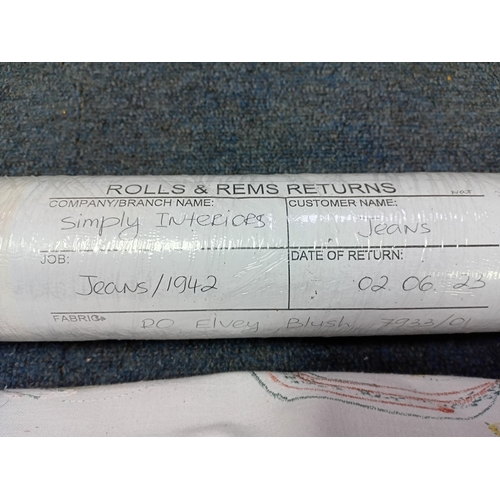 ROLLS & REMS RETURNS
COMPANY/BRANCH NAME: CUSTOMER NAME:
Simply Interiors Jeans
JOB: DATE OF RETURN:
Jeans/1942 02 06 23
FABRIC: DO Elvey Blush 7933/01